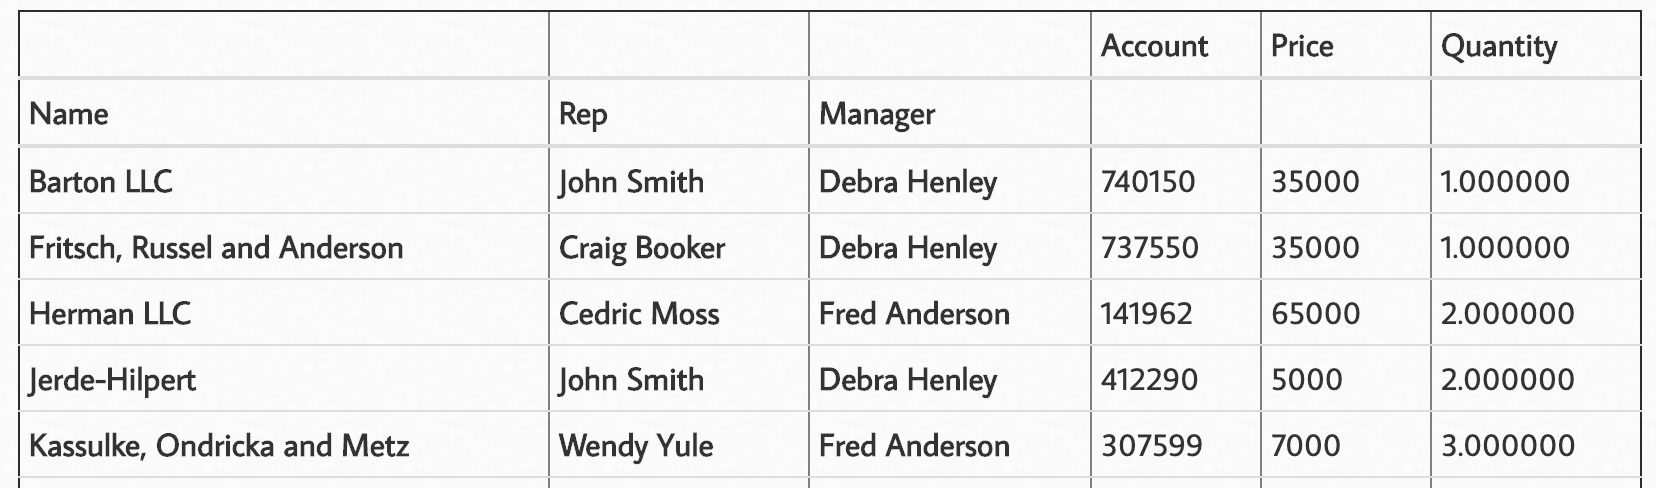 Account Price Quantity
Name Rep Manager
Barton LLC John Smith Debra Henley 740150 35000 1.000000
Fritsch, Russel and Anderson Craig Booker Debra Henley 737550 35000 1.000000
Herman LLC Cedric Moss Fred Anderson 141962 65000 2.000000
Jerde-Hilpert John Smith Debra Henley 412290 5000 2.000000
Kassulke, Ondricka and Metz Wendy Yule Fred Anderson 307599 7000 3.000000